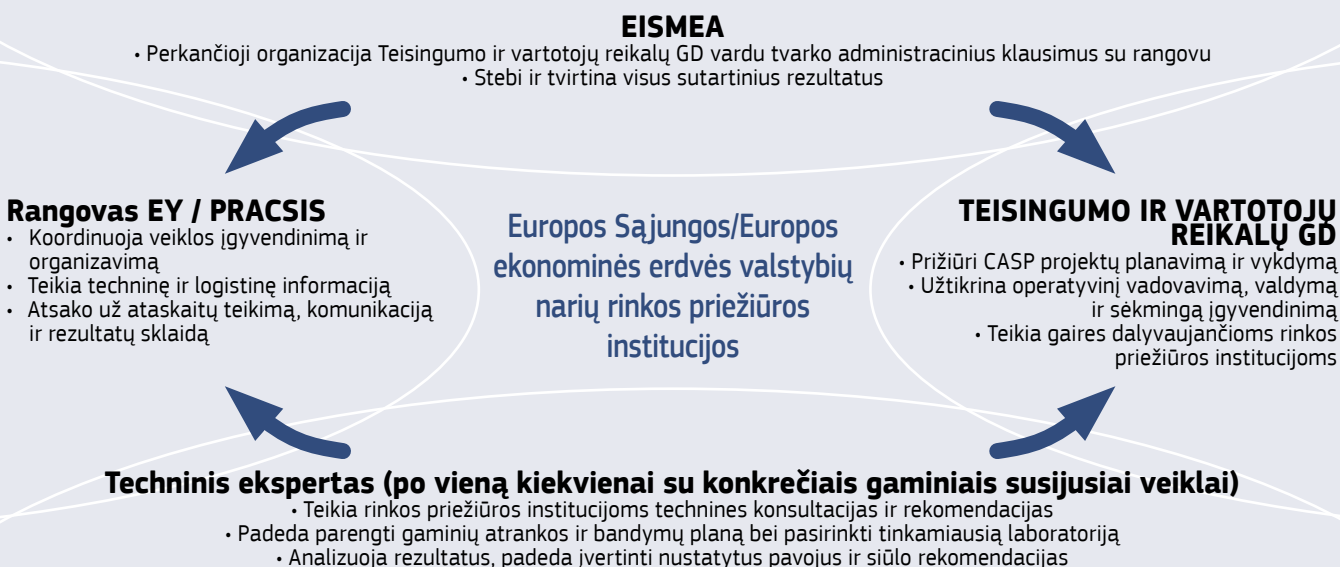 EISMEA
• Perkančioji organizacija Teisingumo ir vartotojų reikalų GD vardu tvarko administracinius klausimus su rangovu
• Stebi ir tvirtina visus sutartinius rezultatus
Rangovas EY / PRACSIS
• Koordinuoja veiklos įgyvendinimą ir
organizavimą
• Teikia techninę ir logistinę informaciją
• Atsako už ataskaitų teikimą, komunikaciją
ir rezultatų sklaidą
Europos Sąjungos/Europos
ekonominės erdvės valstybių
narių rinkos priežiūros
institucijos
TEISINGUMO IR VARTOTOJŲ
REIKALŲ GD
• Prižiūri CASP projektų planavimą ir vykdymą
• Užtikrina operatyvinį vadovavimą, valdymą
ir sėkmingą įgyvendinimą
• Teikia gaires dalyvaujančioms rinkos
priežiūros institucijoms
Techninis ekspertas (po vieną kiekvienai su konkrečiais gaminiais susijusiai veiklai)
• Teikia rinkos priežiūros institucijoms technines konsultacijas ir rekomendacijas
• Padeda parengti gaminių atrankos ir bandymų planą bei pasirinkti tinkamiausią laboratoriją
• Analizuoja rezultatus, padeda įvertinti nustatytus pavojus ir siūlo rekomendacijas